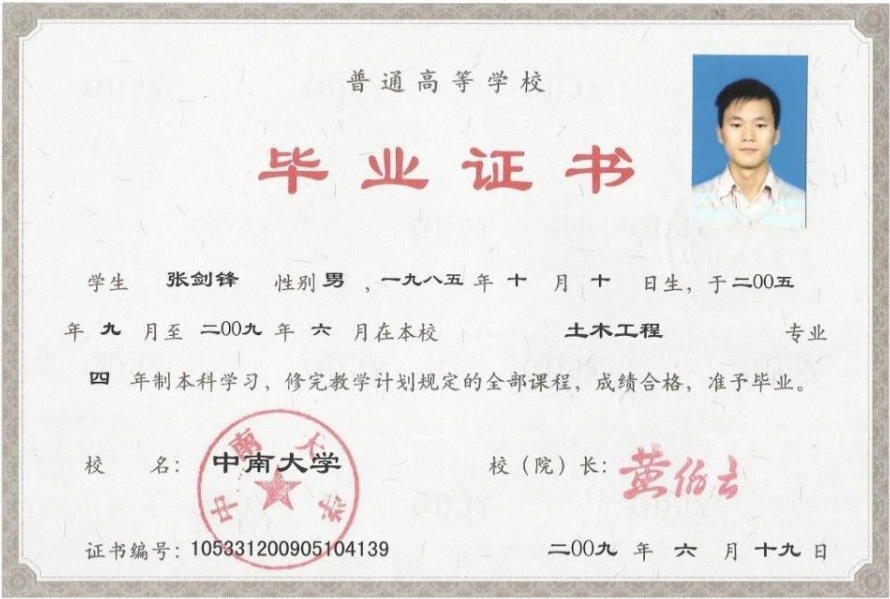 普通高等学校
毕业证书
学生 张剑锋 性别男,一九八五年十月十日生,于二00五
年九月至二00九年六月在本校 土木工程 专业
四年制本科学习,修完教学计划规定的全部课程,成绩合格,准予毕业。
校 名: 中南大学
中南大学
校(院)长: 黄伯云
证书编号: 105331200905104139
二00九年六月十九日